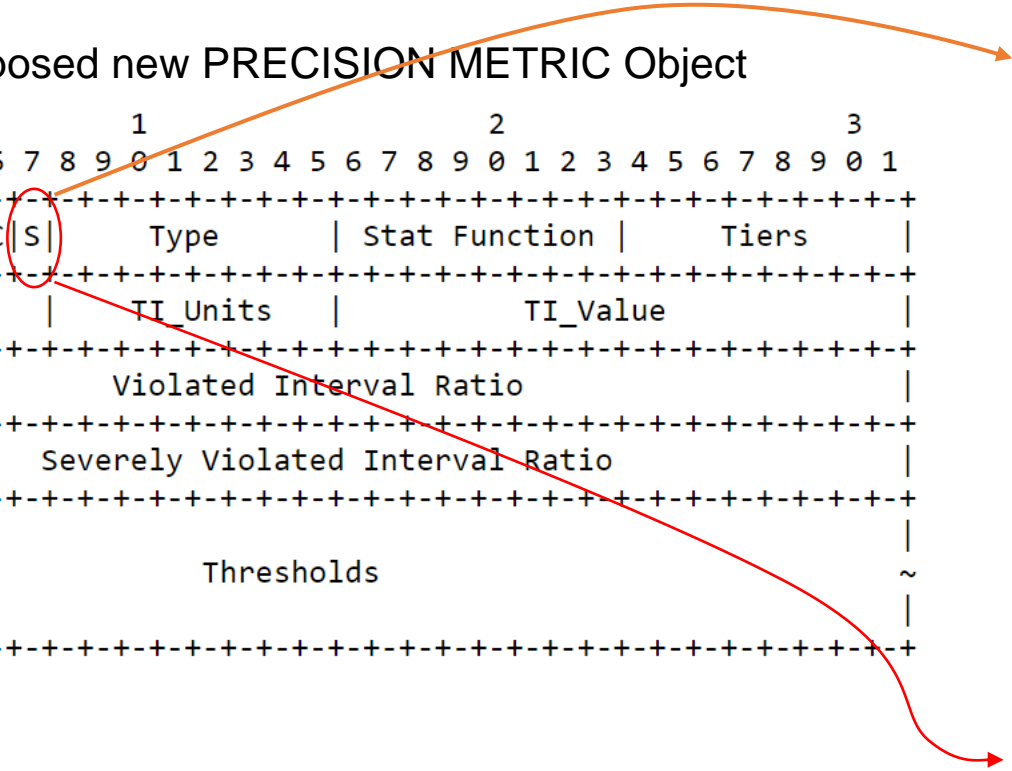 posed new PRECISION METRIC Object
1 2 3
7 8 9 0 1 2 3 4 5 6 7 8 9 0 1 2 3 4 5 6 7 8 9 0 1
+-+-+-+-+-+-+-+-+-+-+-+-+-+-+-+-+-+-+-+-+-+-+-+-+-+
|S| Type | Stat Function | Tiers |
+-+-+-+-+-+-+-+-+-+-+-+-+-+-+-+-+-+-+-+-+-+-+-+-+-+
| TI_Units | TI_Value |
+-+-+-+-+-+-+-+-+-+-+-+-+-+-+-+-+-+-+-+-+-+-+-+-+-+
Violated Interval Ratio |
+-+-+-+-+-+-+-+-+-+-+-+-+-+-+-+-+-+-+-+-+-+-+-+-+-+
Severely Violated Interval Ratio |
+-+-+-+-+-+-+-+-+-+-+-+-+-+-+-+-+-+-+-+-+-+-+-+-+-+
|
Thresholds ~
|
+-+-+-+-+-+-+-+-+-+-+-+-+-+-+-+-+-+-+-+-+-+-+-+-+-+